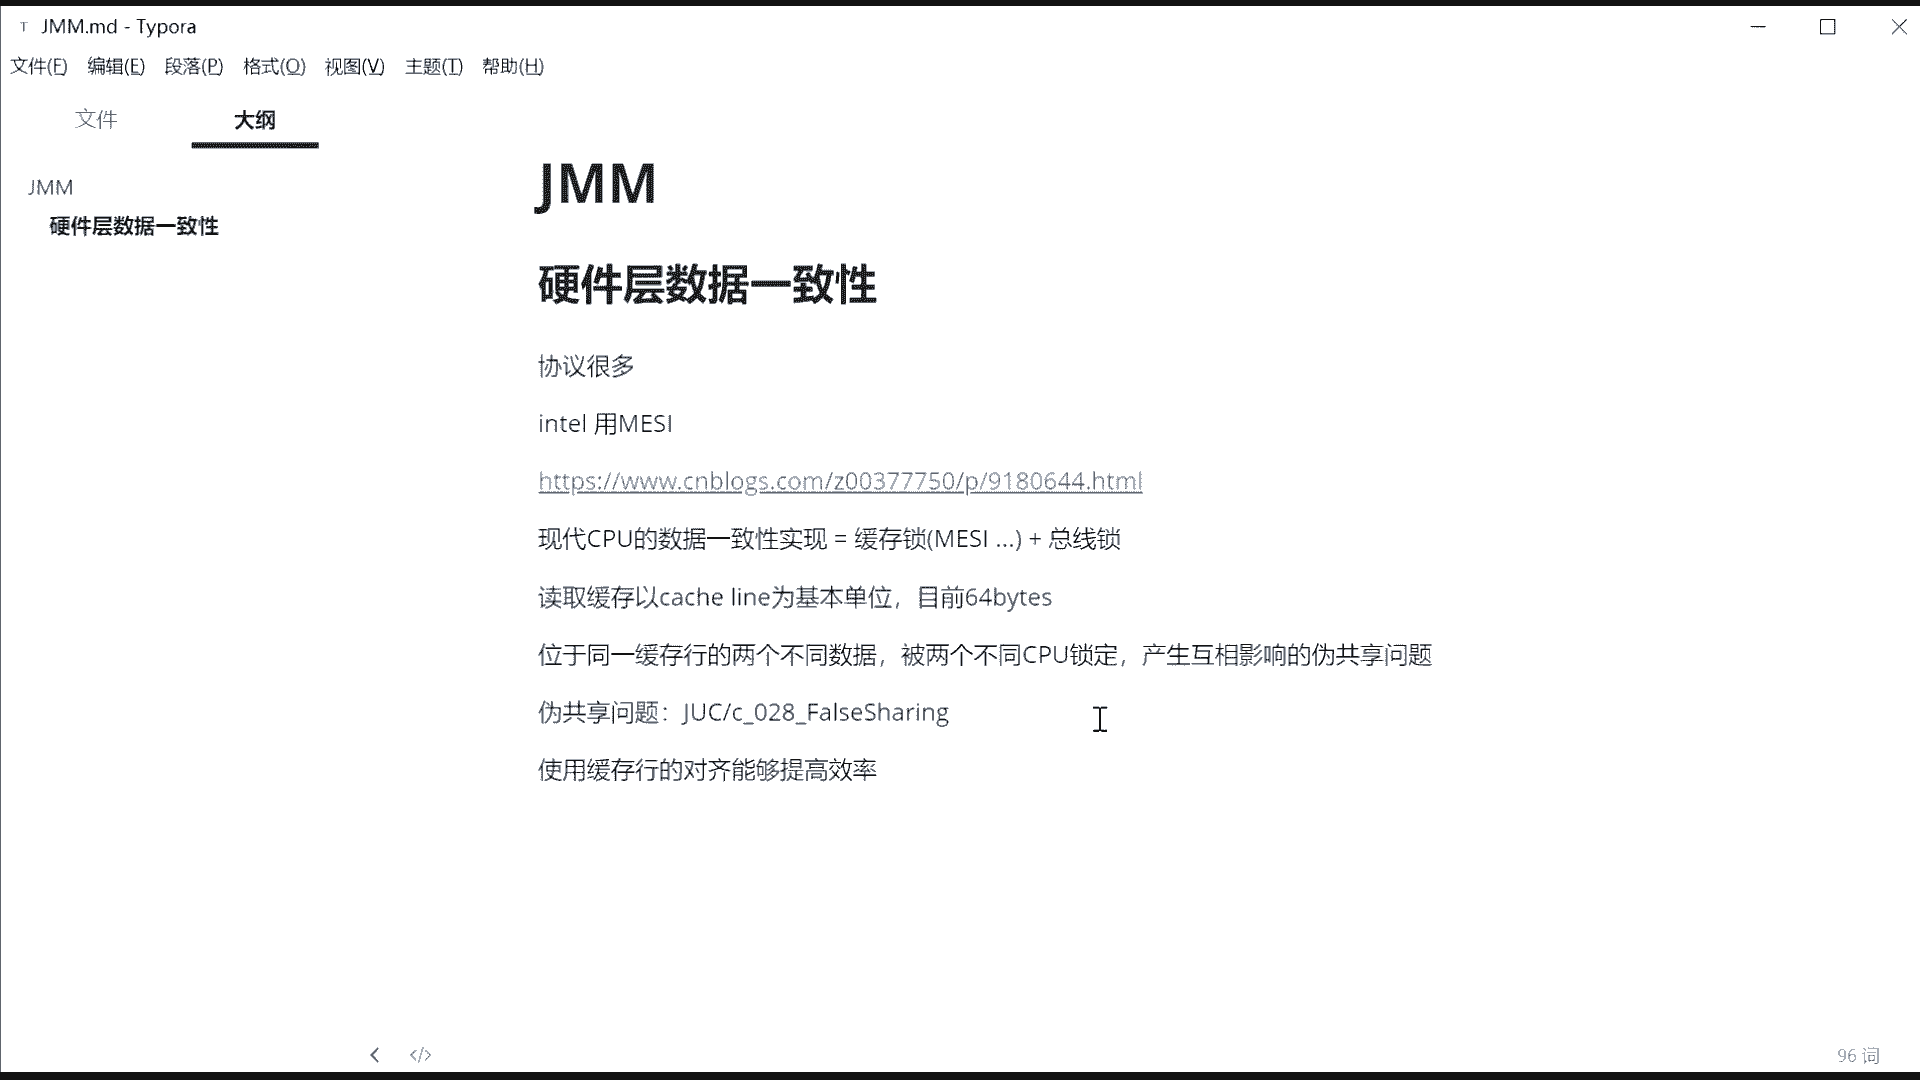 JMM.md - Typora
文件(F) 编辑(E) 段落(P) 格式(O) 视图(V) 主题(T) 帮助(H)
文件 大纲
JMM
硬件层数据一致性
JMM
硬件层数据一致性
协议很多
intel 用MESI
https://www.cnblogs.com/z00377750/p/9180644.html
现代CPU的数据一致性实现 = 缓存锁(MESI ...) + 总线锁
读取缓存以cache line为基本单位，目前64bytes
位于同一缓存行的两个不同数据，被两个不同CPU锁定，产生互相影响的伪共享问题
伪共享问题：JUC/c_028_FalseSharing
使用缓存行的对齐能够提高效率
96 词